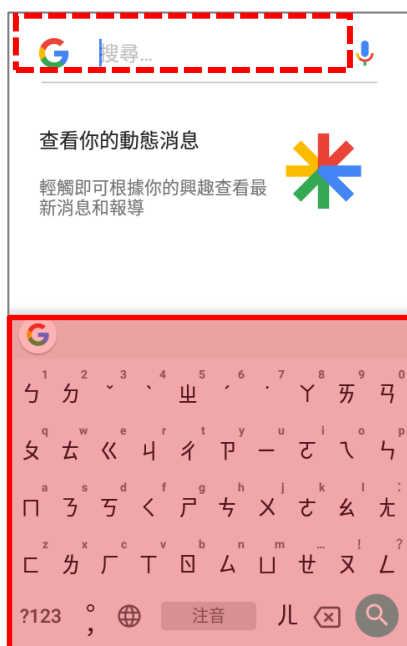 搜尋...
查看你的動態消息
輕觸即可根據你的興趣查看最
新消息和報導
1 2 3 4 5 6 7 8 9 0
ㄅ ㄉ ˇ ˋ ㄓ ˊ ˙ ㄚ ㄞ ㄢ
q w e r t y u i o p
ㄆ ㄊ ㄍ ㄐ ㄔ ㄗ ㄧ ㄛ ㄟ ㄣ
a s d f g h j k l :
ㄇ ㄋ ㄎ ㄑ ㄕ ㄘ ㄨ ㄜ ㄠ ㄤ
z x c v b n m ... ! ?
ㄈ ㄌ ㄏ ㄒ ㄖ ㄙ ㄩ ㄝ ㄡ ㄥ
?123 ° , 注音 ㄦ